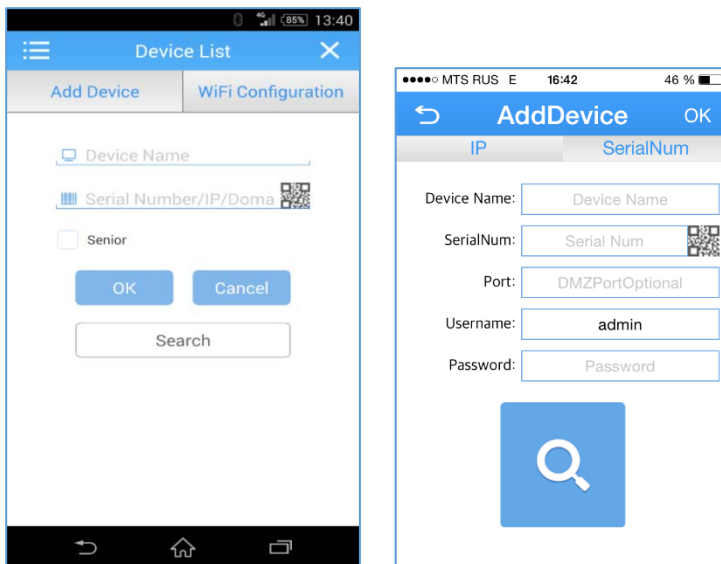 4G 85% 13:40
Device List
Add Device WiFi Configuration
Device Name
Serial Number/IP/Doma
Senior
OK Cancel
Search
MTS RUS E 16:42 46 %
AddDevice OK
IP SerialNum
Device Name: Device Name
SerialNum: Serial Num
Port: DMZPortOptional
Username: admin
Password: Password